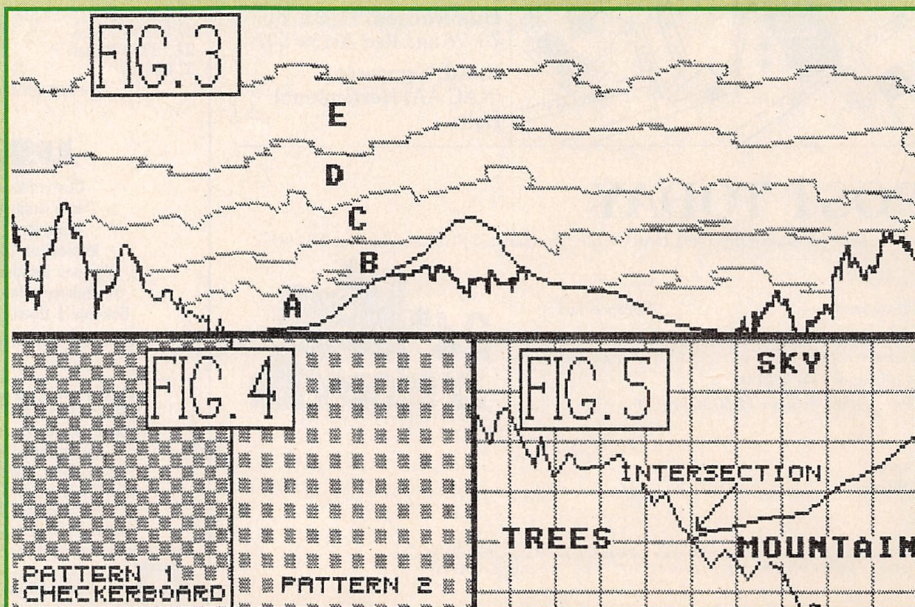 FIG.3
E
D
C
B
A
FIG.4
PATTERN 1
CHECKERBOARD
PATTERN 2
FIG.5
SKY
INTERSECTION
TREES
MOUNTAIN